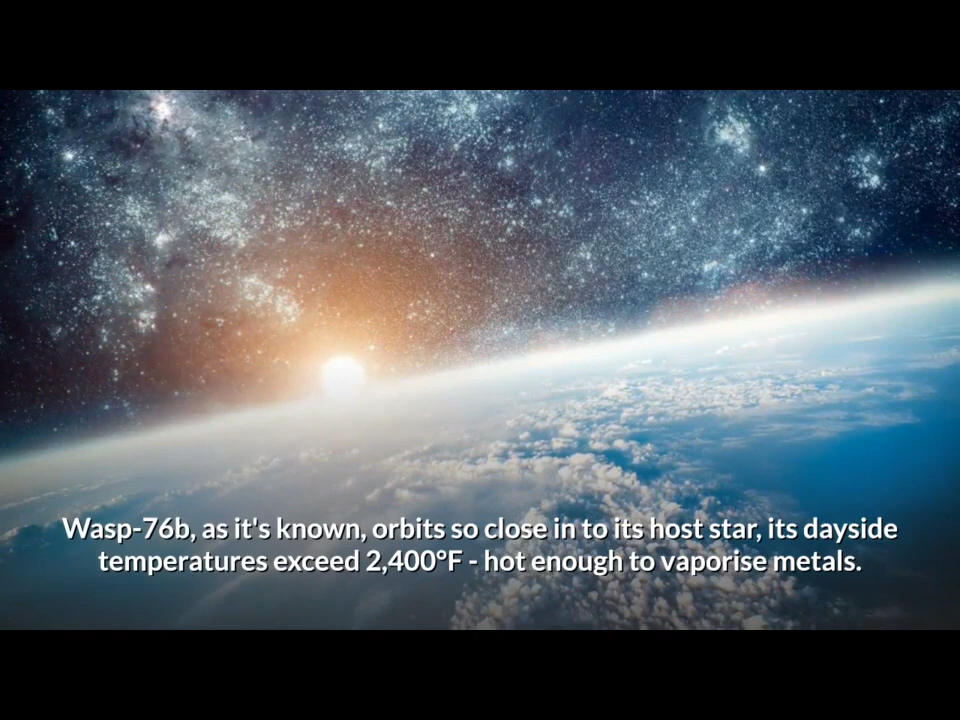 Wasp-76b, as it's known, orbits so close in to its host star, its dayside
temperatures exceed 2,400°F - hot enough to vaporise metals.